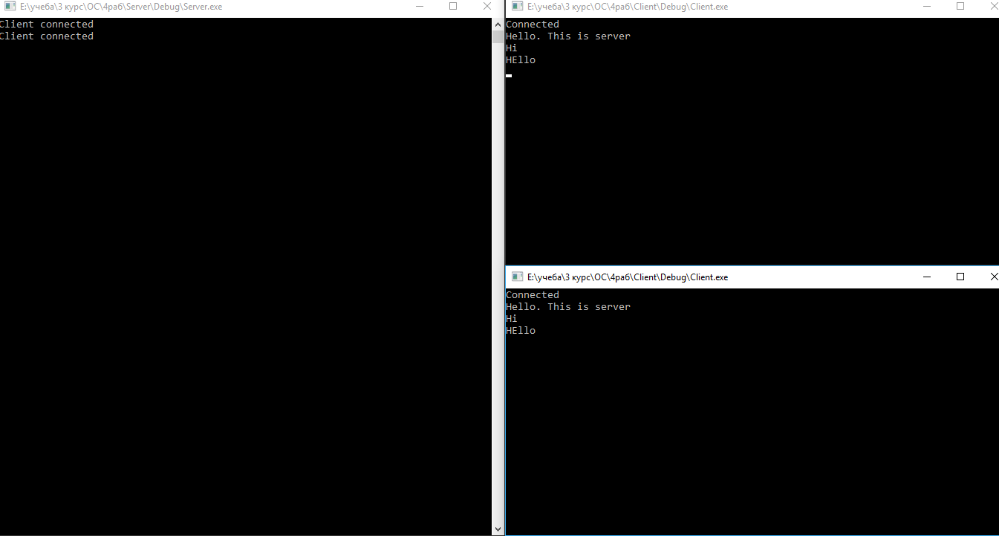 E:\учеба\3 курс\ОС\4раб\Server\Debug\Server.exe
Client connected
Client connected
E:\учеба\3 курс\ОС\4раб\Client\Debug\Client.exe
Connected
Hello. This is server
Hi
HEllo
E:\учеба\3 курс\ОС\4раб\Client\Debug\Client.exe
Connected
Hello. This is server
Hi
HEllo